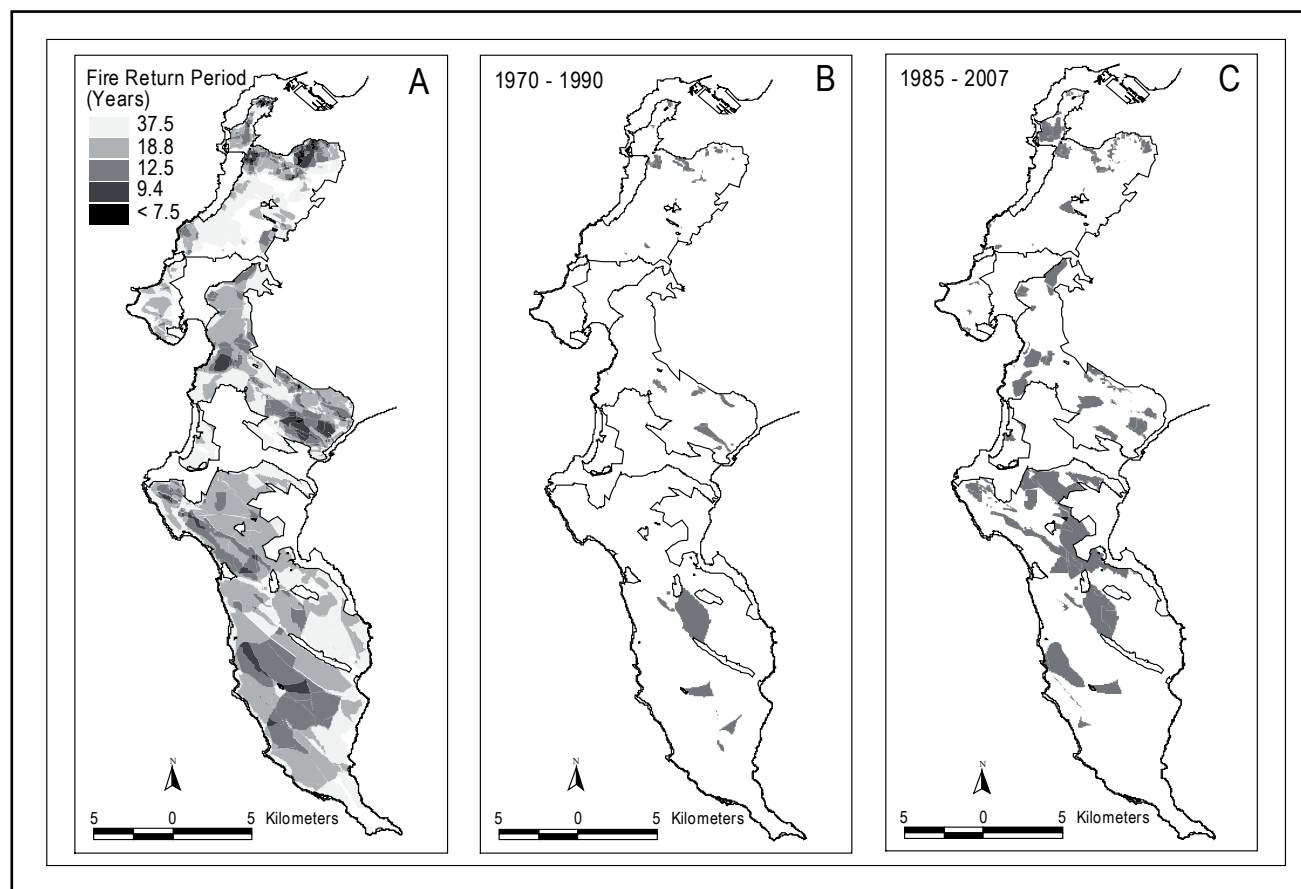 Fire Return Period
(Years)
37.5
18.8
12.5
9.4
< 7.5
A
N
5 0 5 Kilometers
1970 - 1990
B
N
5 0 5 Kilometers
1985 - 2007
C
N
5 0 5 Kilometers